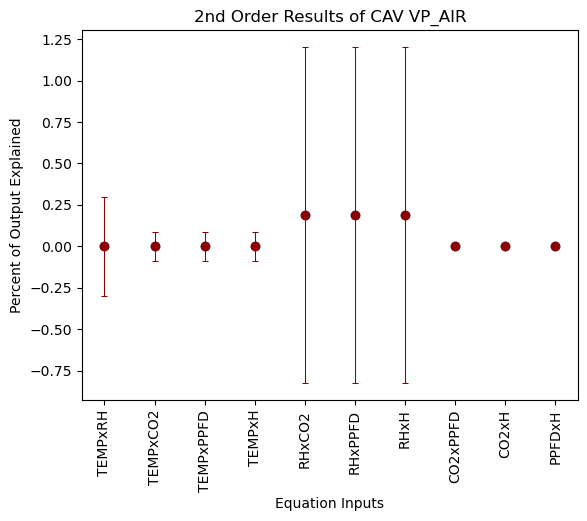 2nd Order Results of CAV VP_AIR
Percent of Output Explained
1.25
1.00
0.75
0.50
0.25
0.00
−0.25
−0.50
−0.75
TEMPxRH
TEMPxCO2
TEMPxPPFD
TEMPxH
RHxCO2
RHxPPFD
RHxH
CO2xPPFD
CO2xH
PPFDxH
Equation Inputs